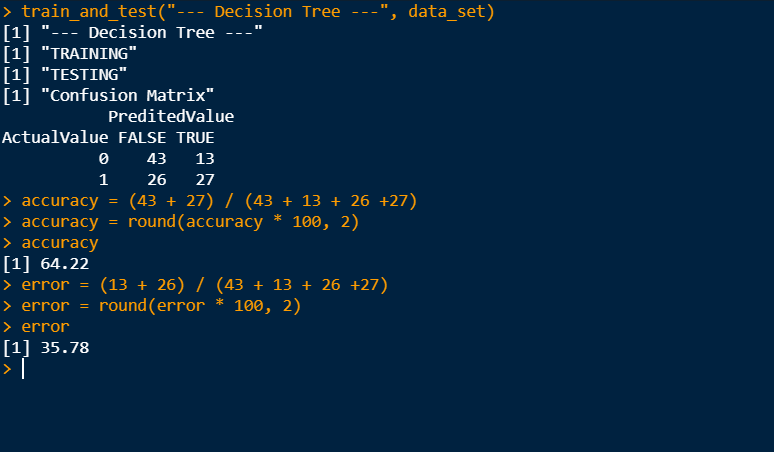 > train_and_test("--- Decision Tree ---", data_set)
[1] "--- Decision Tree ---"
[1] "TRAINING"
[1] "TESTING"
[1] "Confusion Matrix"
           PreditedValue
ActualValue FALSE TRUE
          0    43   13
          1    26   27
> accuracy = (43 + 27) / (43 + 13 + 26 +27)
> accuracy = round(accuracy * 100, 2)
> accuracy
[1] 64.22
> error = (13 + 26) / (43 + 13 + 26 +27)
> error = round(error * 100, 2)
> error
[1] 35.78
>